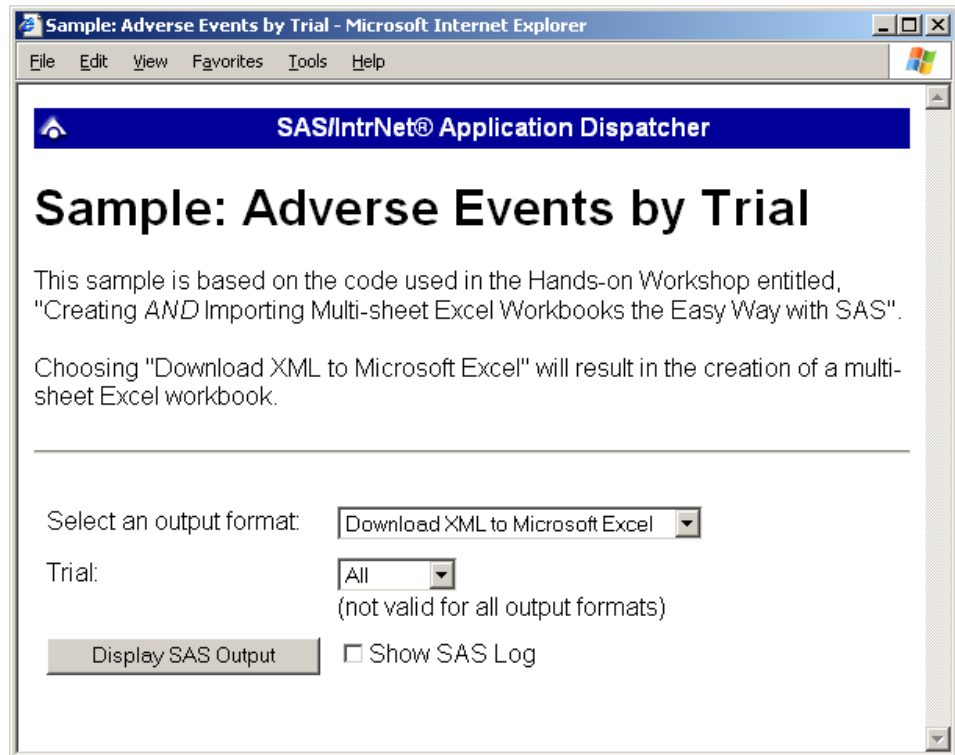 Sample: Adverse Events by Trial - Microsoft Internet Explorer
File Edit View Favorites Tools Help
SAS/IntrNet® Application Dispatcher
Sample: Adverse Events by Trial
This sample is based on the code used in the Hands-on Workshop entitled,
"Creating AND Importing Multi-sheet Excel Workbooks the Easy Way with SAS".
Choosing "Download XML to Microsoft Excel" will result in the creation of a multi-
sheet Excel workbook.
Select an output format: Download XML to Microsoft Excel
Trial: All
(not valid for all output formats)
Display SAS Output Show SAS Log